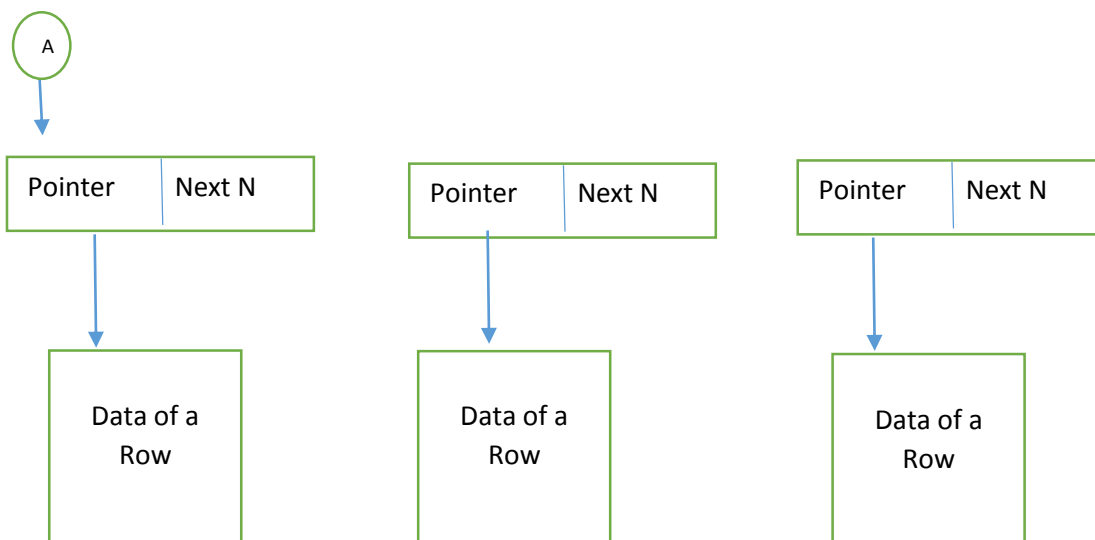 A
Pointer Next N
Pointer Next N
Pointer Next N
Data of a
Row
Data of a
Row
Data of a
Row